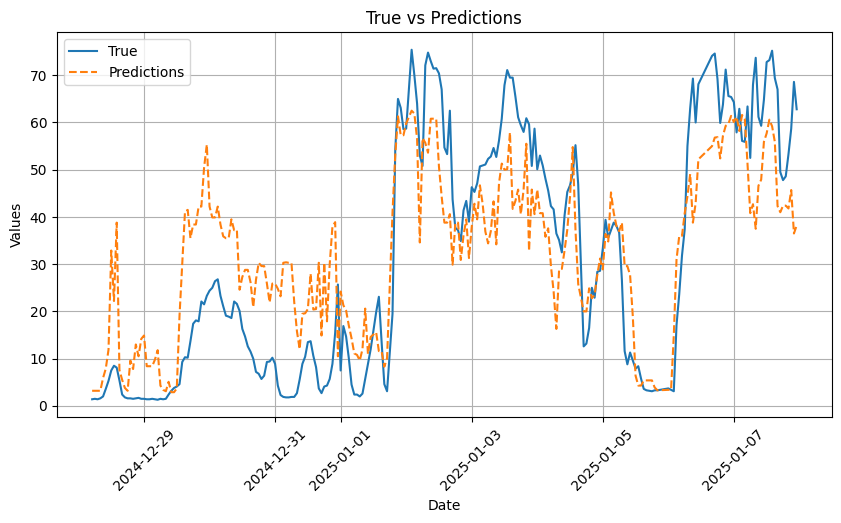 True vs Predictions
True
Predictions
Values
70
60
50
40
30
20
10
0
2024-12-29
2024-12-31
2025-01-01
2025-01-03
2025-01-05
2025-01-07
Date